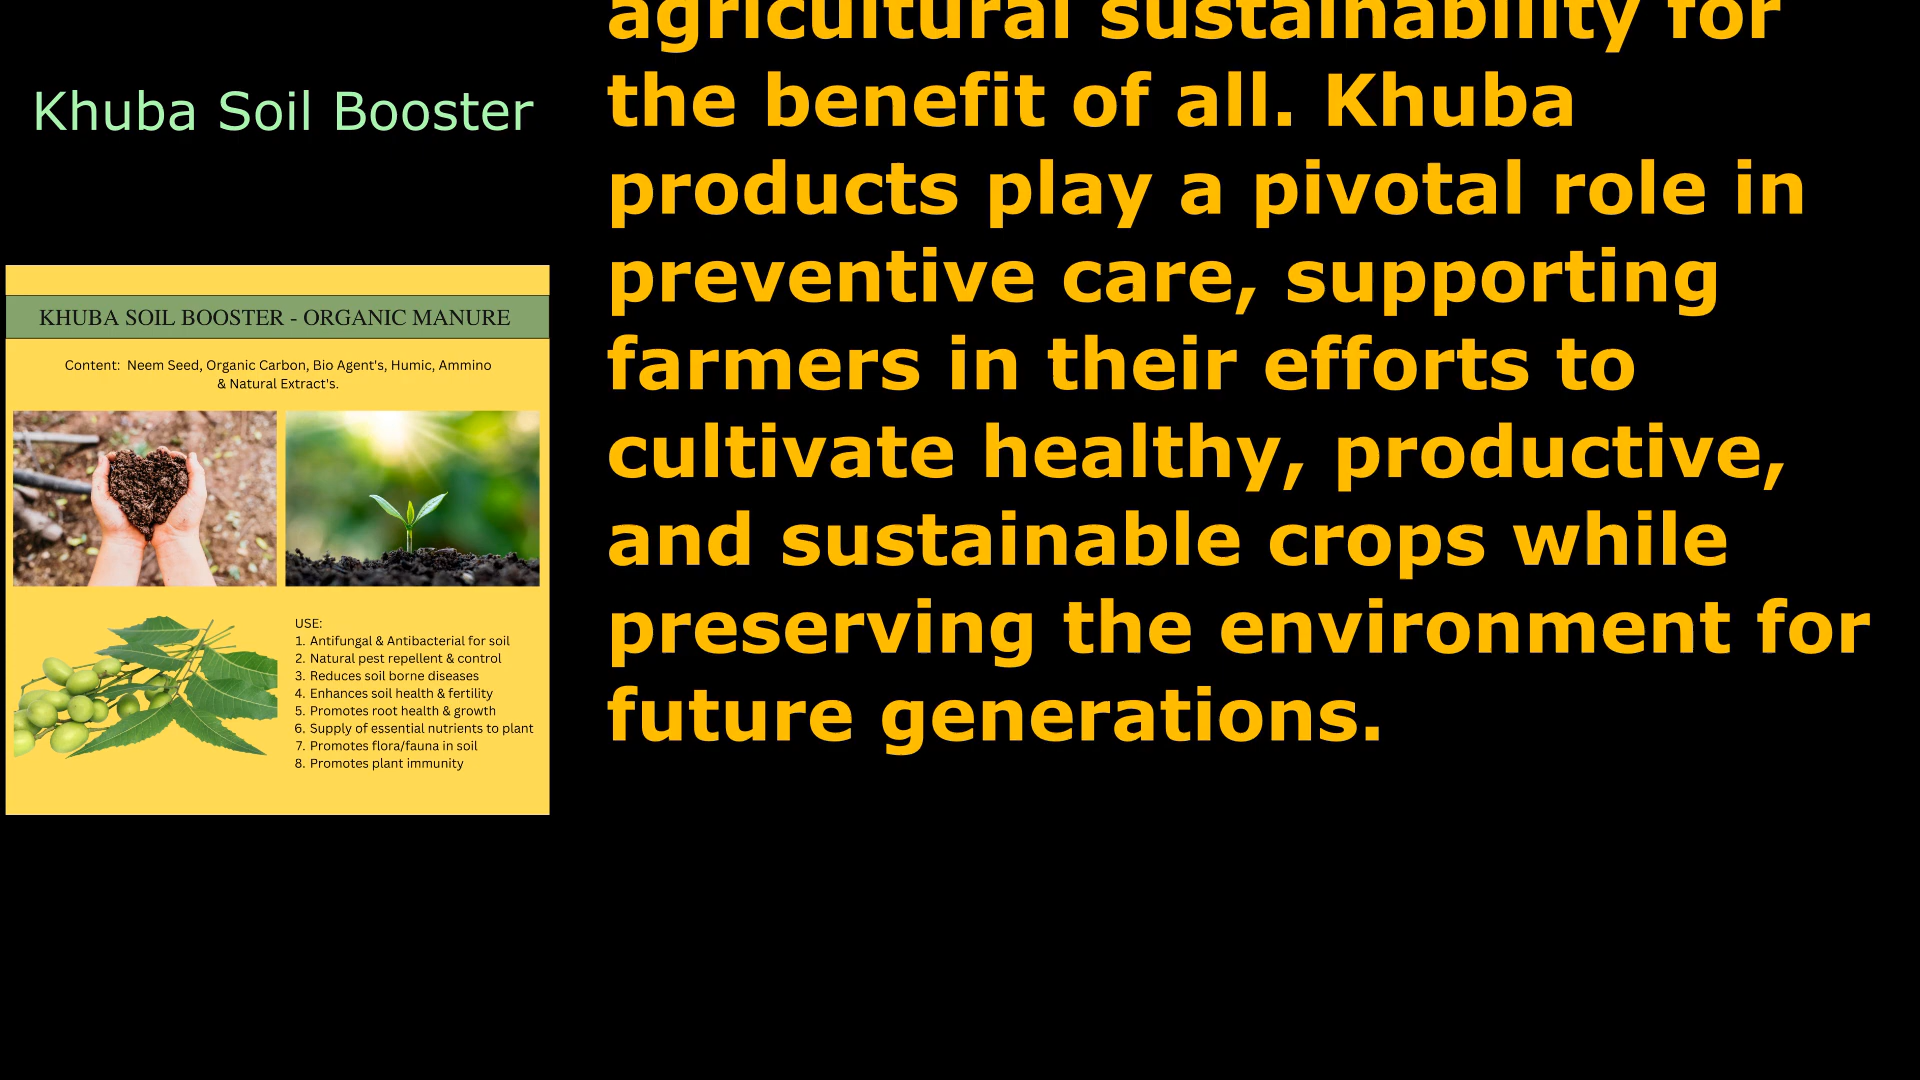 Khuba Soil Booster
KHUBA SOIL BOOSTER - ORGANIC MANURE
Content: Neem Seed, Organic Carbon, Bio Agent's, Humic, Ammino
& Natural Extract's.
USE:
1. Antifungal & Antibacterial for soil
2. Natural pest repellent & control
3. Reduces soil borne diseases
4. Enhances soil health & fertility
5. Promotes root health & growth
6. Supply of essential nutrients to plant
7. Promotes flora/fauna in soil
8. Promotes plant immunity
agricultural sustainability for
the benefit of all. Khuba
products play a pivotal role in
preventive care, supporting
farmers in their efforts to
cultivate healthy, productive,
and sustainable crops while
preserving the environment for
future generations.